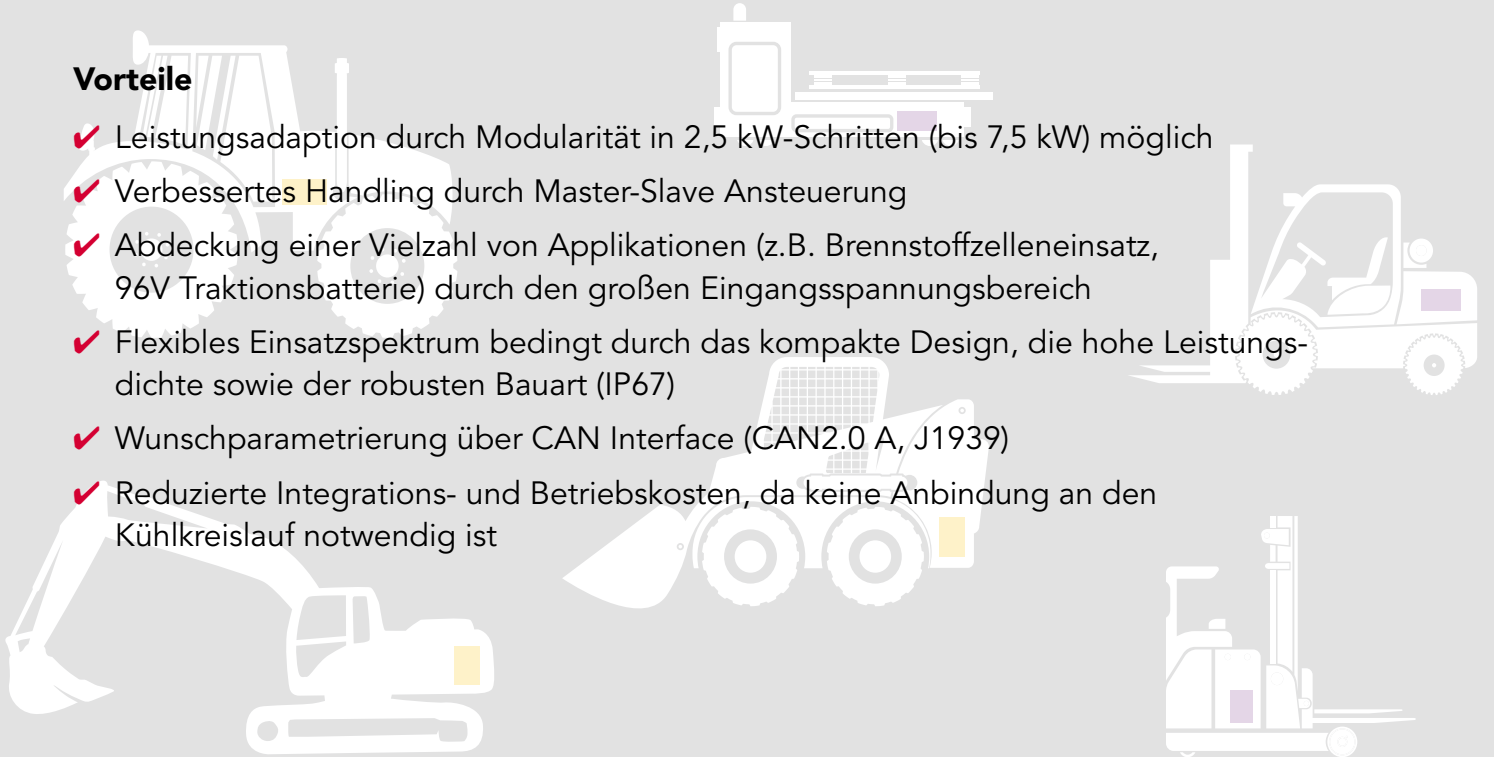 Vorteile
✔ Leistungsadaption durch Modularität in 2,5 kW-Schritten (bis 7,5 kW) möglich
✔ Verbessertes Handling durch Master-Slave Ansteuerung
✔ Abdeckung einer Vielzahl von Applikationen (z.B. Brennstoffzelleneinsatz,
96V Traktionsbatterie) durch den großen Eingangsspannungsbereich
✔ Flexibles Einsatzspektrum bedingt durch das kompakte Design, die hohe Leistungs-
dichte sowie der robusten Bauart (IP67)
✔ Wunschparametrierung über CAN Interface (CAN2.0 A, J1939)
✔ Reduzierte Integrations- und Betriebskosten, da keine Anbindung an den
Kühlkreislauf notwendig ist